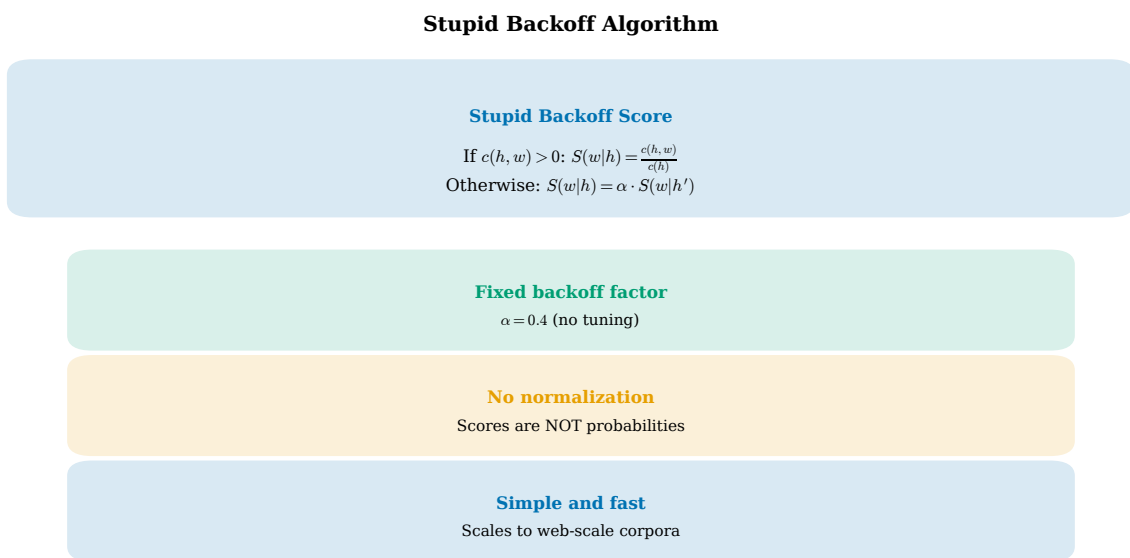 Stupid Backoff Algorithm
Stupid Backoff Score
If c(h, w) > 0: S(w|h) = c(h, w)/c(h)
Otherwise: S(w|h) = α · S(w|h′)
Fixed backoff factor
α = 0.4 (no tuning)
No normalization
Scores are NOT probabilities
Simple and fast
Scales to web-scale corpora